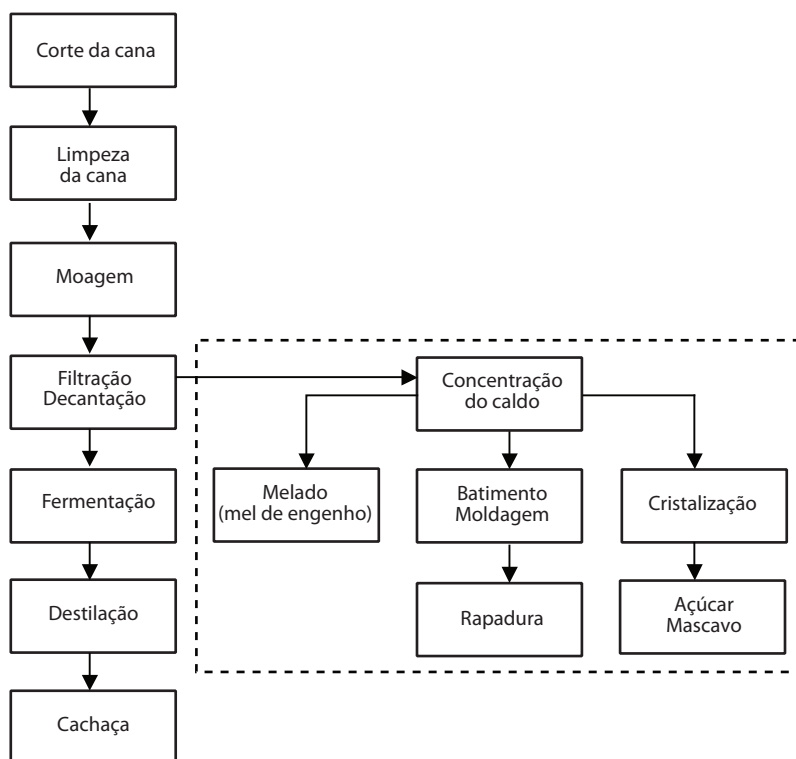 Corte da cana
Limpeza
da cana
Moagem
Filtração
Decantação
Concentração
do caldo
Fermentação
Melado
(mel de engenho)
Batimento
Moldagem
Cristalização
Destilação
Rapadura
Açúcar
Mascavo
Cachaça